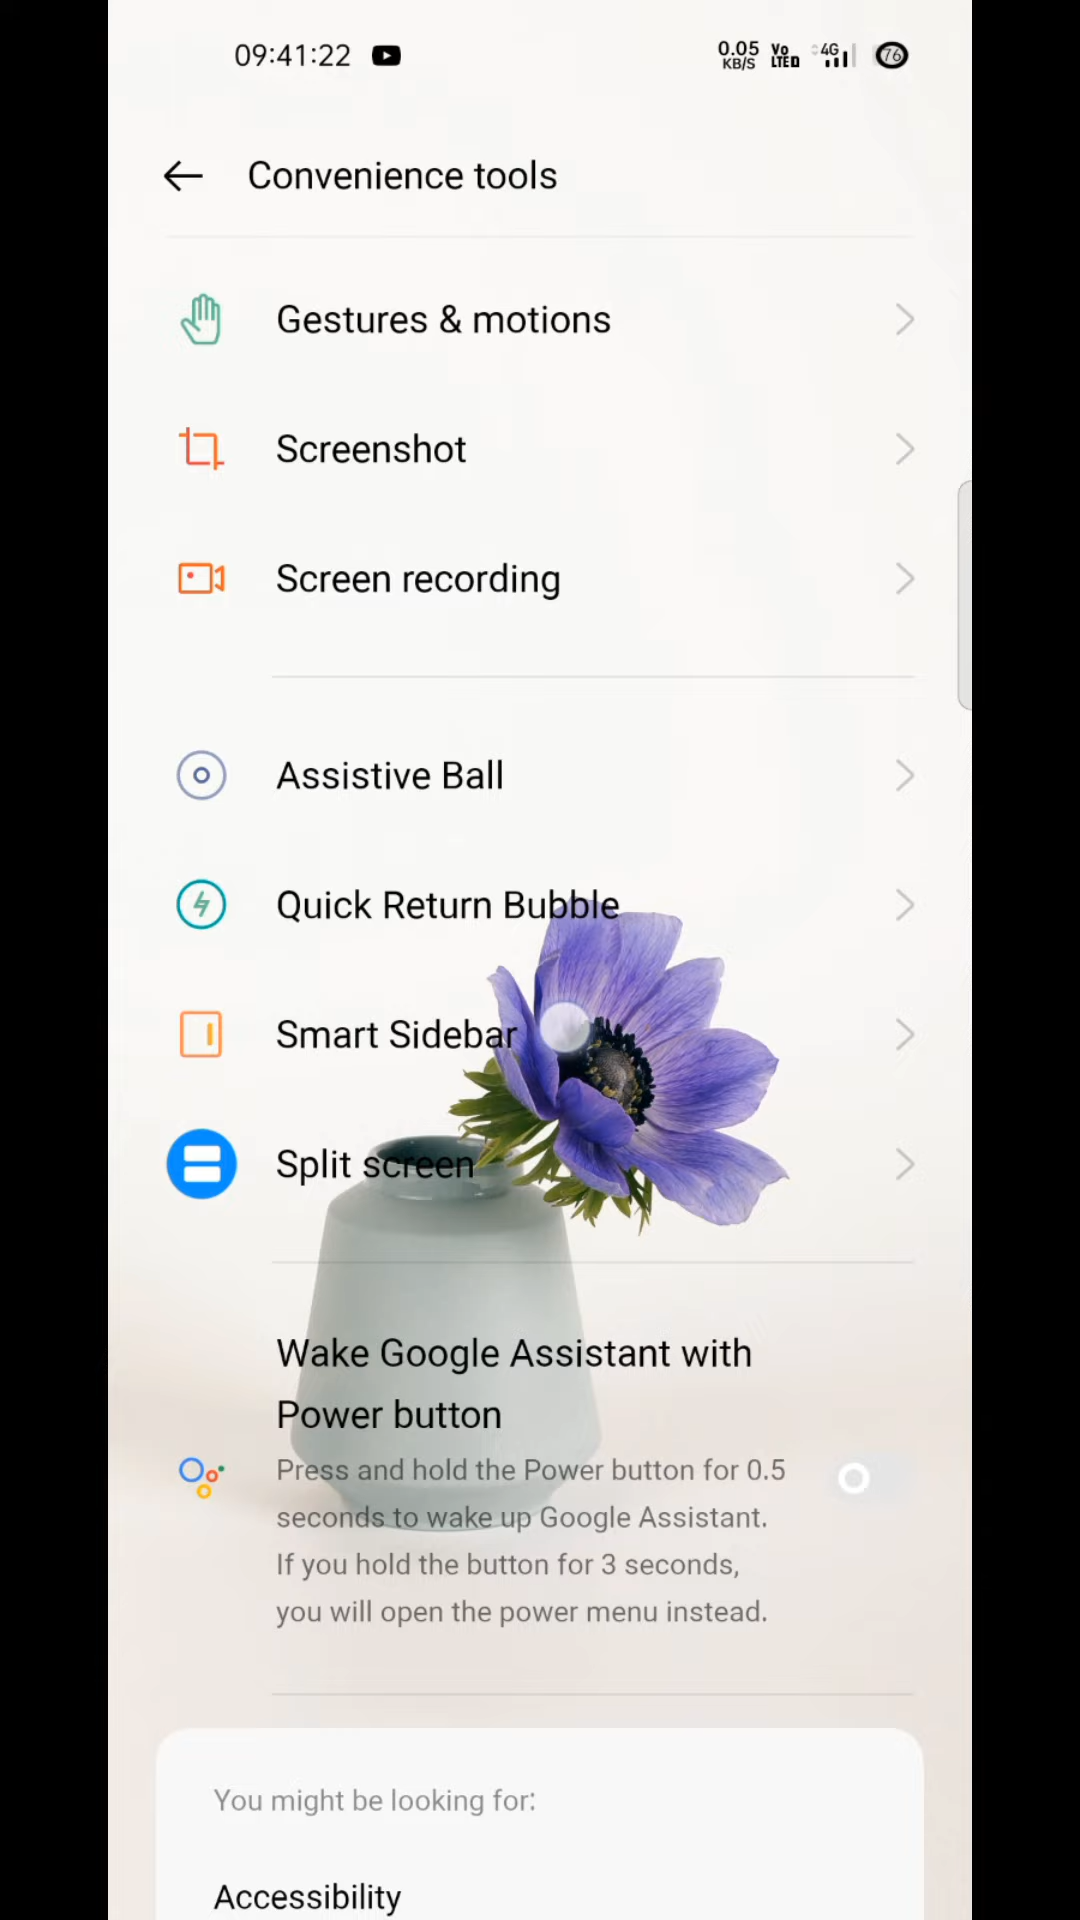 09:41:22
0.05 KB/S Vo LTE 4G 76
Convenience tools
Gestures & motions
Screenshot
Screen recording
Assistive Ball
Quick Return Bubble
Smart Sidebar
Split screen
Wake Google Assistant with
Power button
Press and hold the Power button for 0.5
seconds to wake up Google Assistant.
If you hold the button for 3 seconds,
you will open the power menu instead.
You might be looking for:
Accessibility